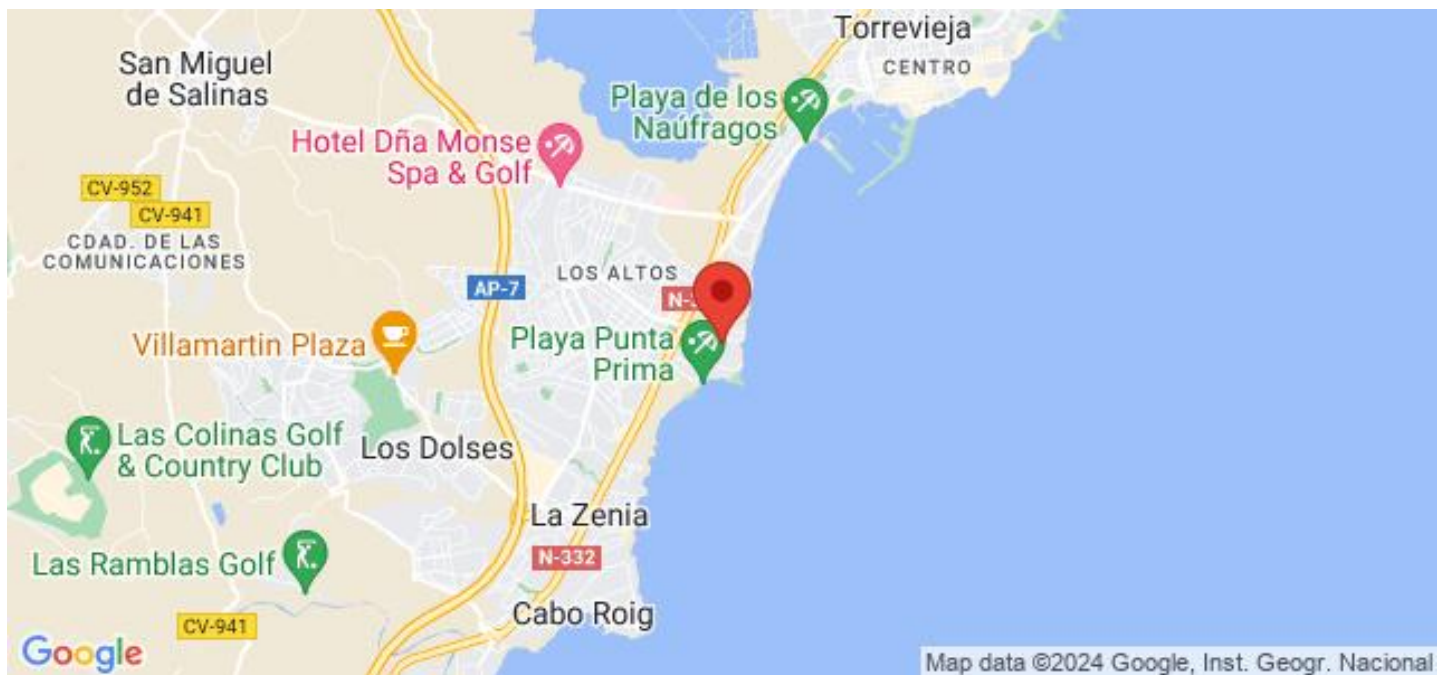 Torrevieja
CENTRO
San Miguel
de Salinas
Playa de los
Naúfragos
Hotel Dña Monse
Spa & Golf
CV-952
CV-941
CDAD. DE LAS
COMUNICACIONES
LOS ALTOS
AP-7
Villamartin Plaza
Playa Punta
Prima
Las Colinas Golf
& Country Club
Los Dolses
La Zenia
Las Ramblas Golf
N-332
Cabo Roig
CV-941
Google
Map data ©2024 Google, Inst. Geogr. Nacional